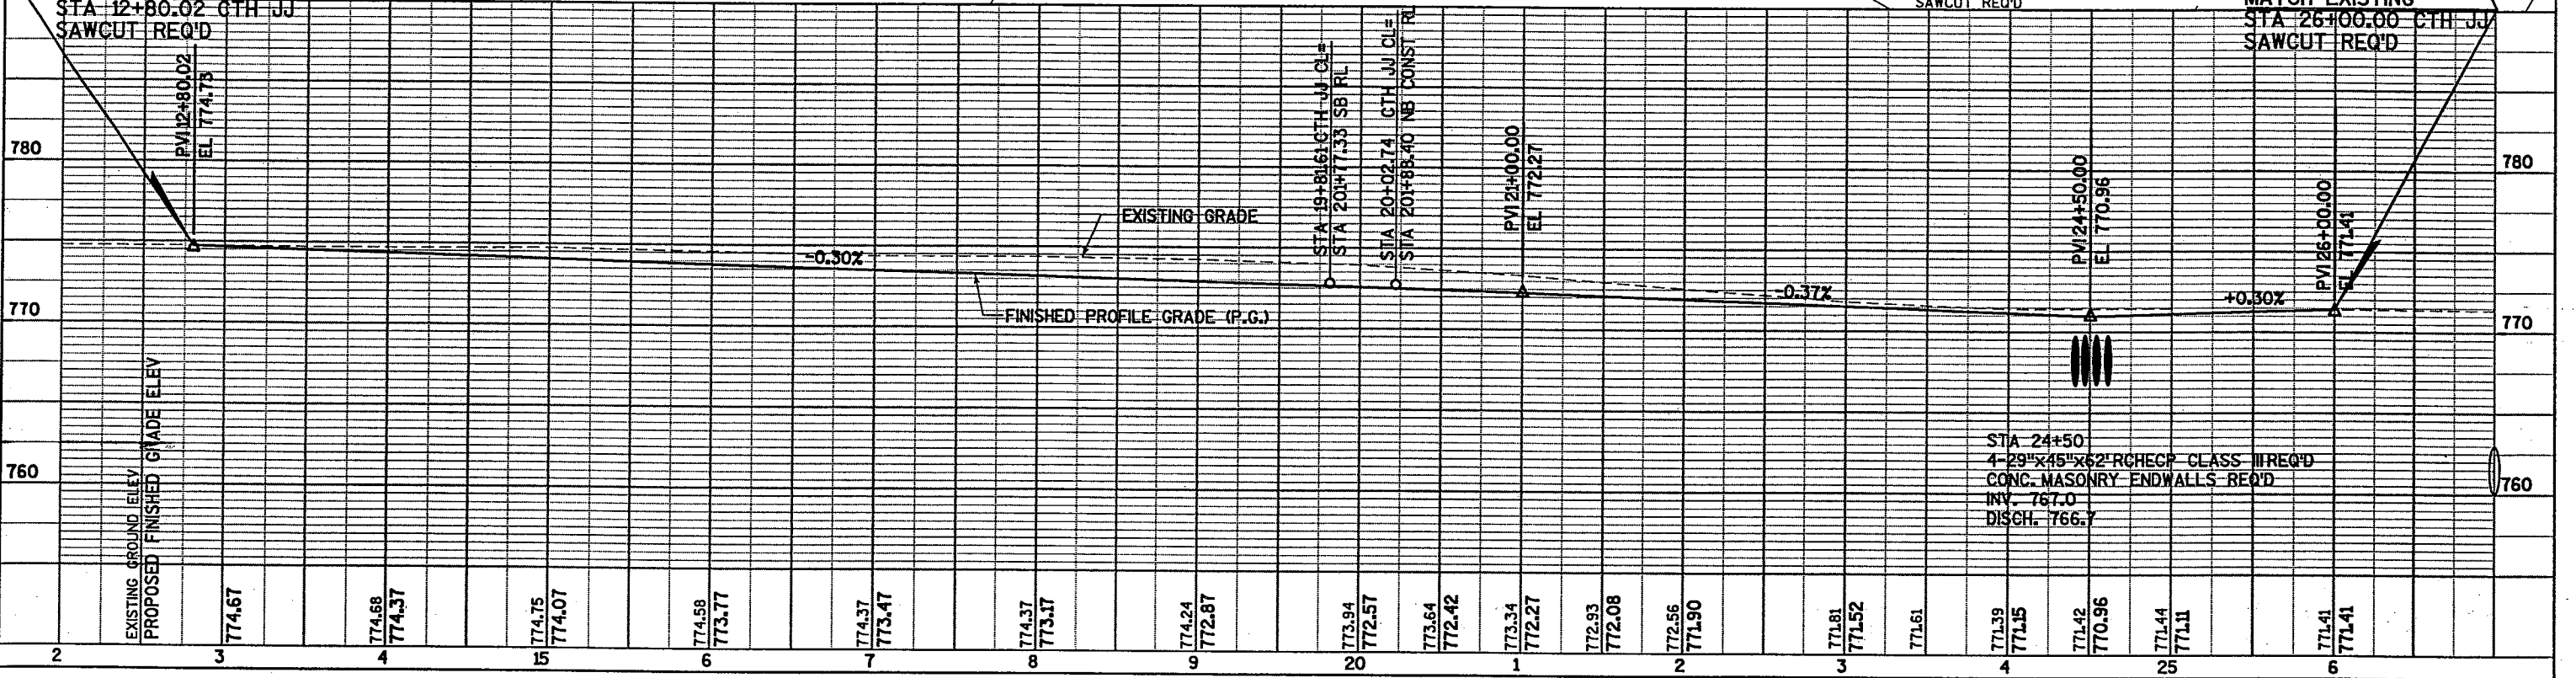 STA 12+80.02 CTH JJ
SAWCUT REQ'D
SAWCUT REQ'D
MATCH EXISTING
STA 26+00.00 CTH JJ
SAWCUT REQ'D
PVI 12+80.02
EL 774.73
STA 19+81.61 CTH JJ CL=
STA 201+77.33 SB RL
STA 20+02.74 CTH JJ CL=
STA 201+88.40 NB CONST RL
PVI 21+00.00
EL 772.27
PVI 24+50.00
EL 770.96
PVI 26+00.00
EL 771.41
780
780
EXISTING GRADE
-0.30%
-0.37%
+0.30%
770
FINISHED PROFILE GRADE (P.G.)
770
760
STA 24+50
4-29"x45"x62' RCHECP CLASS III REQ'D
CONC. MASONRY ENDWALLS REQ'D
INV. 767.0
DISCH. 766.7
760
EXISTING GROUND ELEV
PROPOSED FINISHED GRADE ELEV
774.67
774.68
774.37
774.75
774.07
774.58
773.77
774.37
773.47
774.37
773.17
774.24
772.87
773.94
772.57
773.64
772.42
773.34
772.27
772.93
772.08
772.56
771.90
771.81
771.52
771.61
771.39
771.15
771.42
770.96
771.44
771.11
771.41
771.41
2 3 4 15 6 7 8 9 20 1 2 3 4 25 6